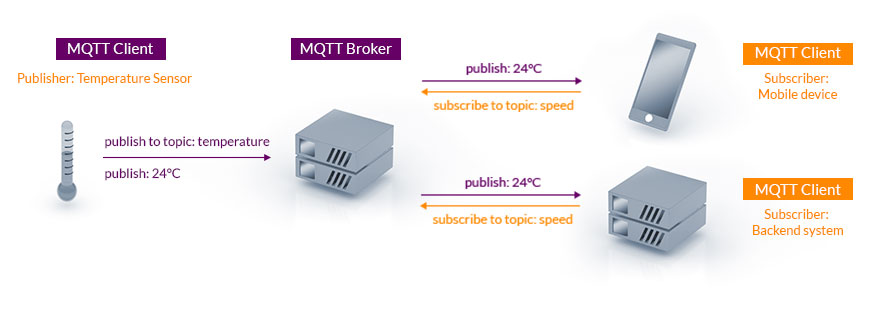 MQTT Client
Publisher: Temperature Sensor
publish to topic: temperature
publish: 24°C
MQTT Broker
publish: 24°C
subscribe to topic: speed
MQTT Client
Subscriber:
Mobile device
publish: 24°C
subscribe to topic: speed
MQTT Client
Subscriber:
Backend system